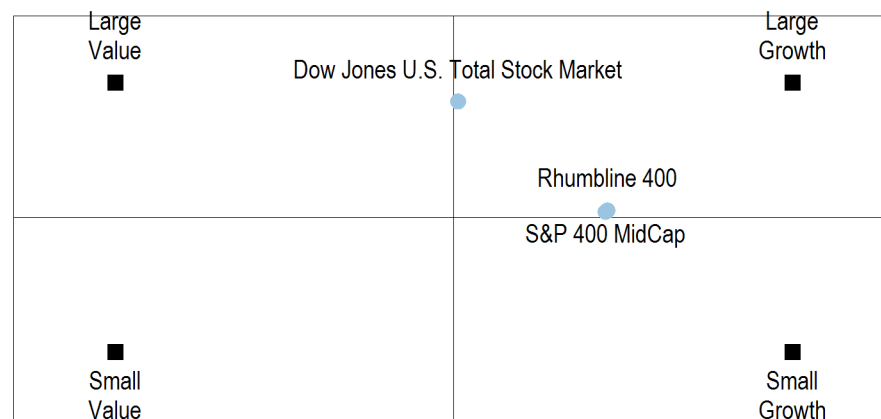 Large
Value
Large
Growth
Dow Jones U.S. Total Stock Market
Rhumbline 400
S&P 400 MidCap
Small
Value
Small
Growth